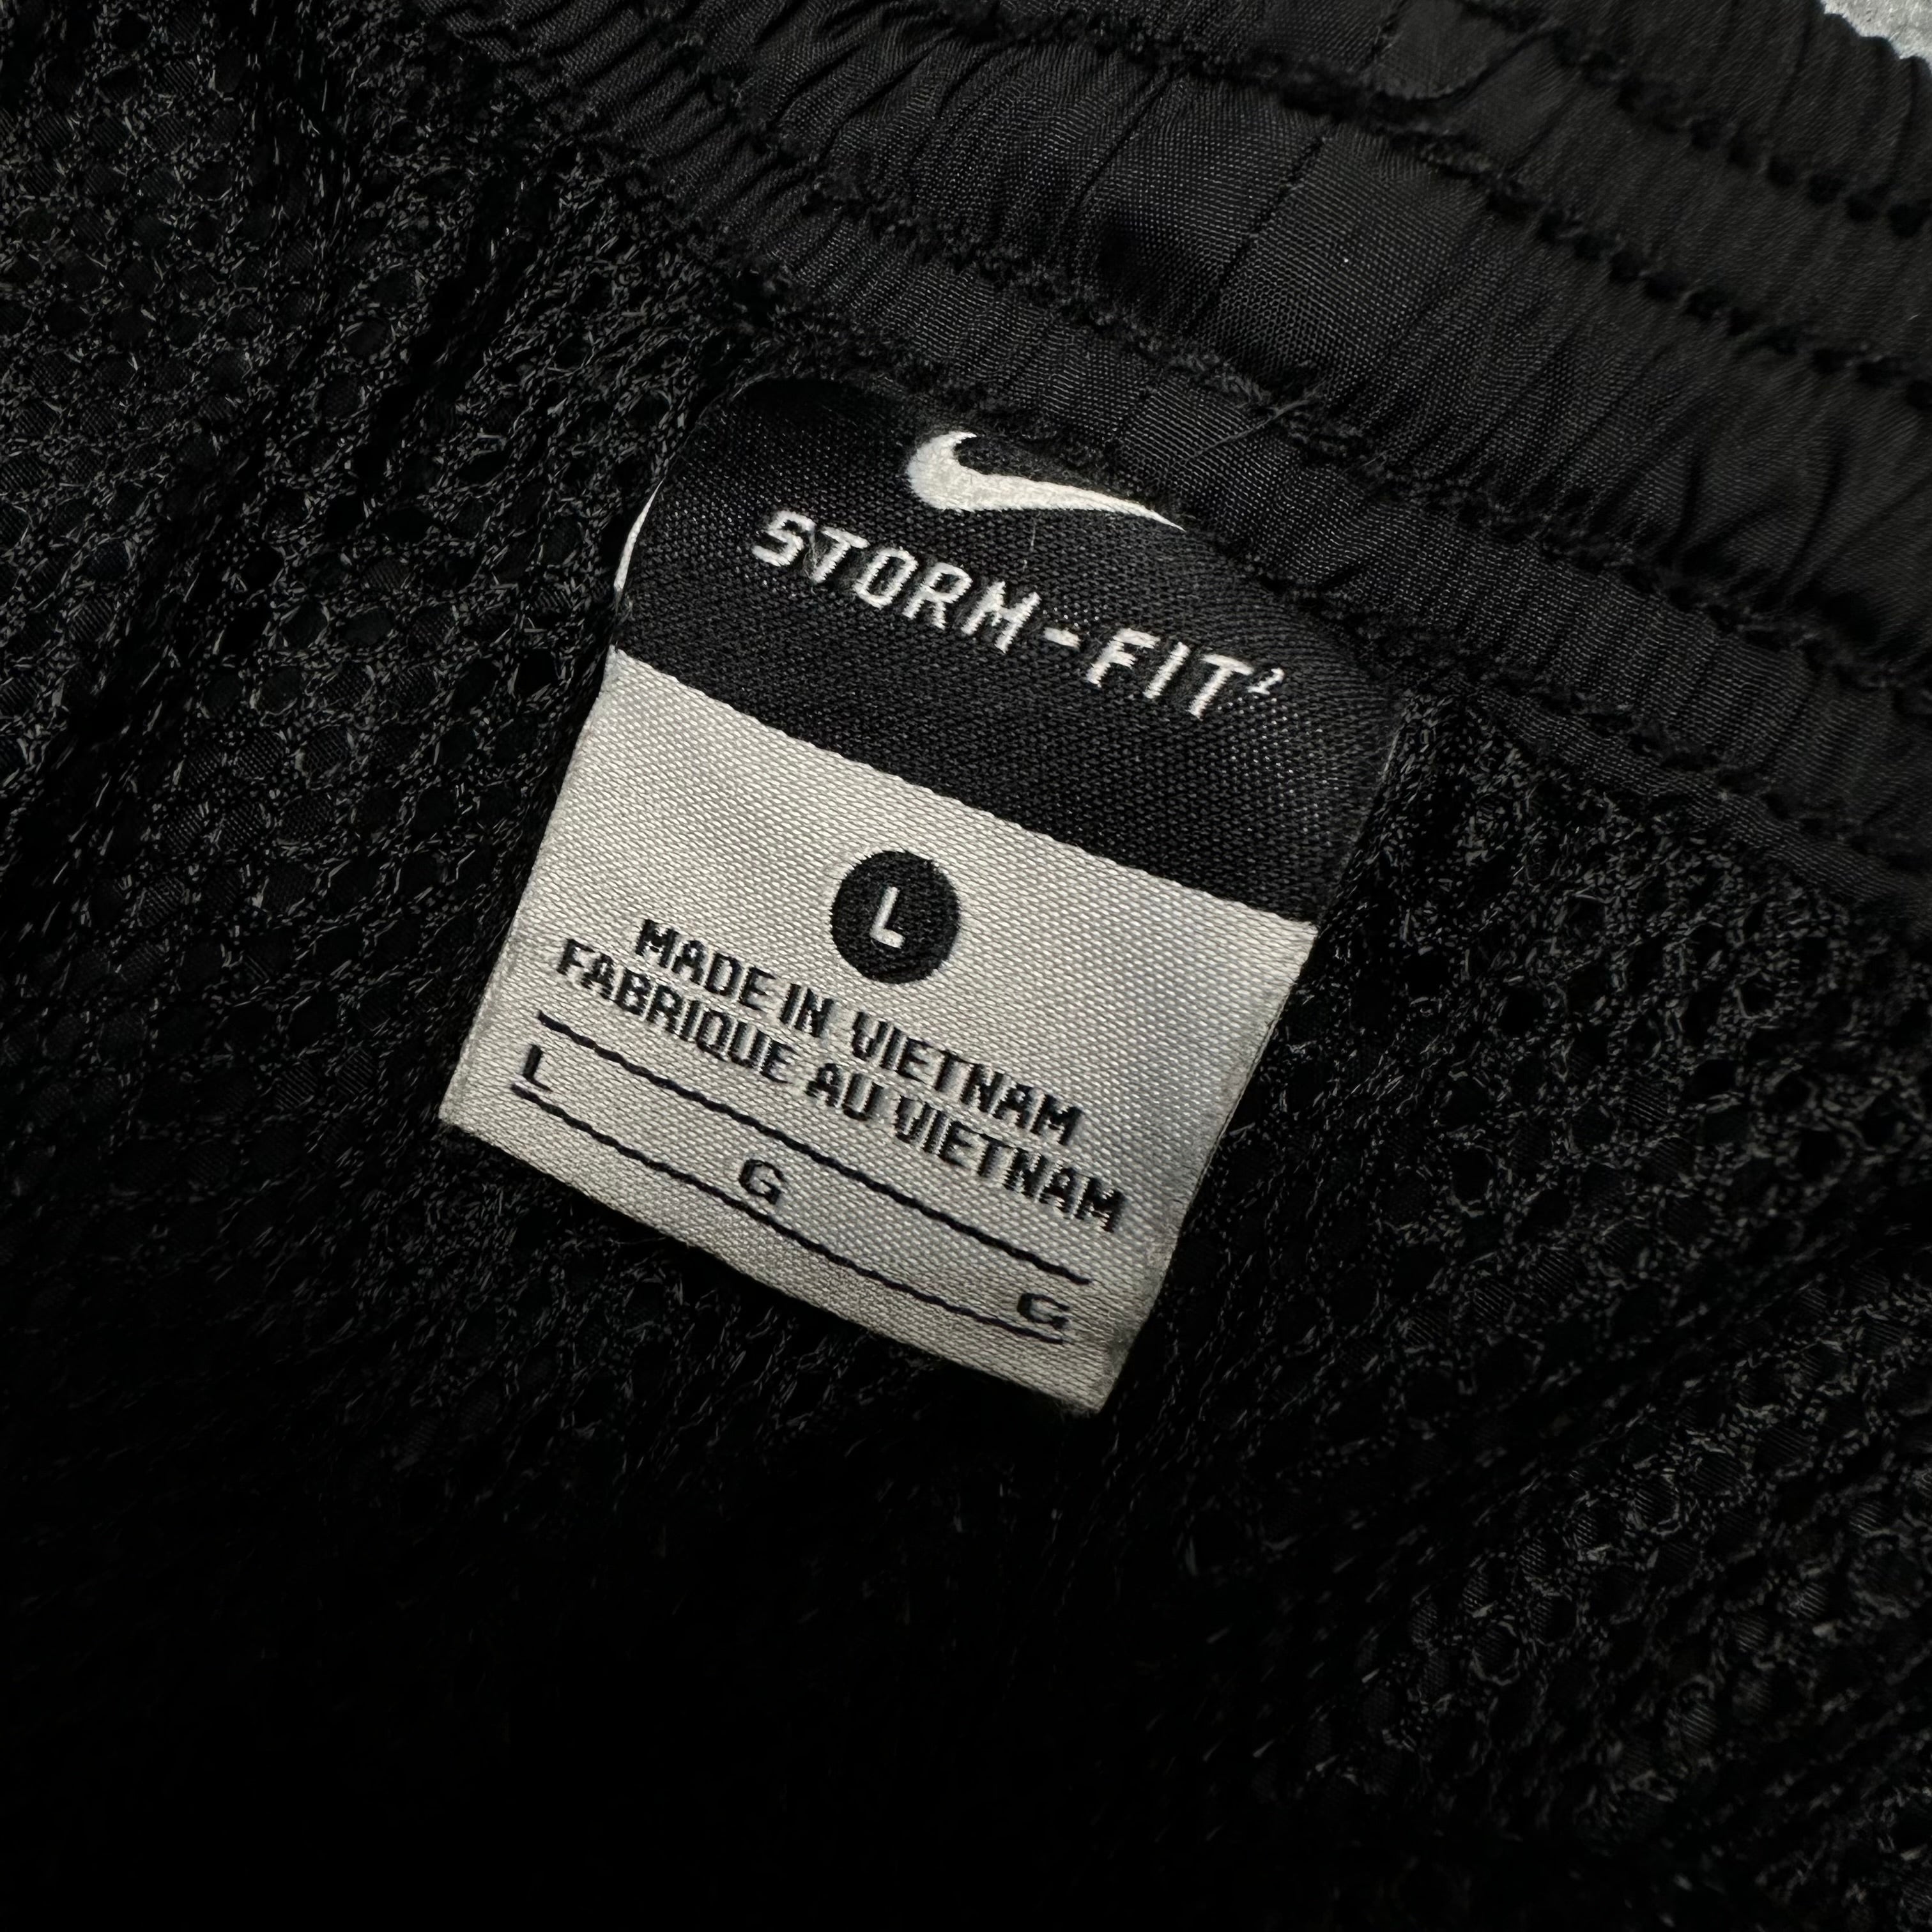 STORM-FIT²
L
MADE IN VIETNAM
FABRIQUE AU VIETNAM
L G G